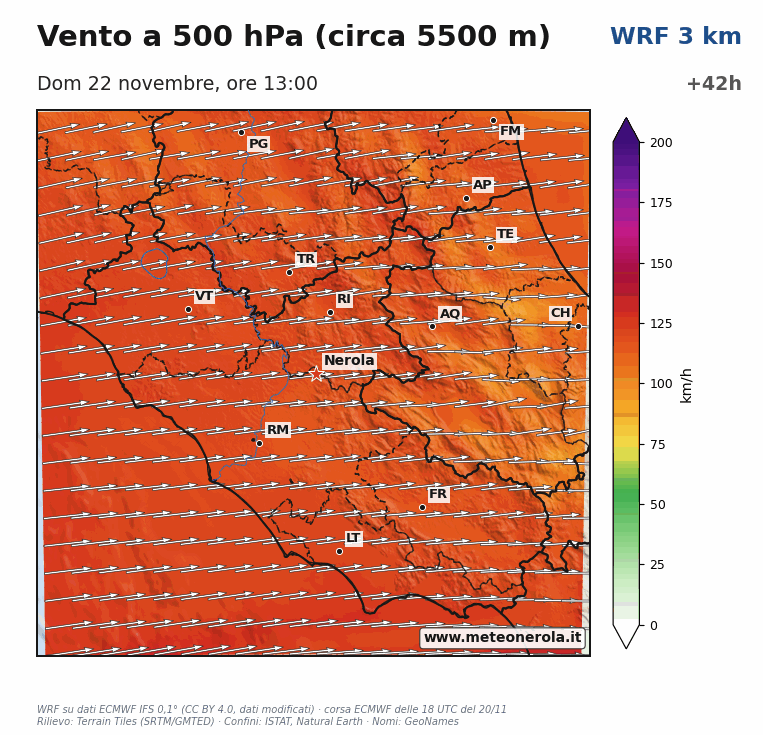 Vento a 500 hPa (circa 5500 m)
WRF 3 km
Dom 22 novembre, ore 13:00
+42h
FM
PG
AP
TE
TR
VT
RI
AQ
CH
Nerola
RM
FR
LT
www.meteonerola.it
200
175
150
125
100
75
50
25
0
km/h
WRF su dati ECMWF IFS 0,1° (CC BY 4.0, dati modificati) · corsa ECMWF delle 18 UTC del 20/11
Rilievo: Terrain Tiles (SRTM/GMTED) · Confini: ISTAT, Natural Earth · Nomi: GeoNames